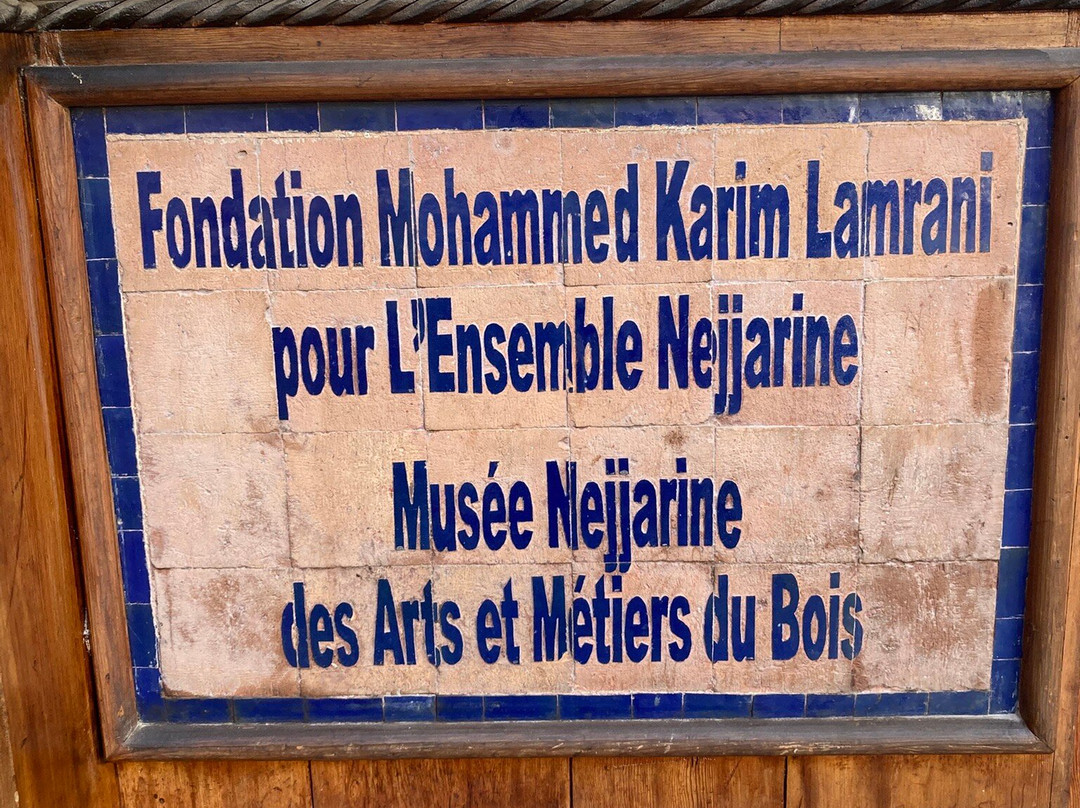 Fondation Mohammed Karim Lamrani
pour L'Ensemble Nejjarine
Musée Nejjarine
des Arts et Métiers du Bois